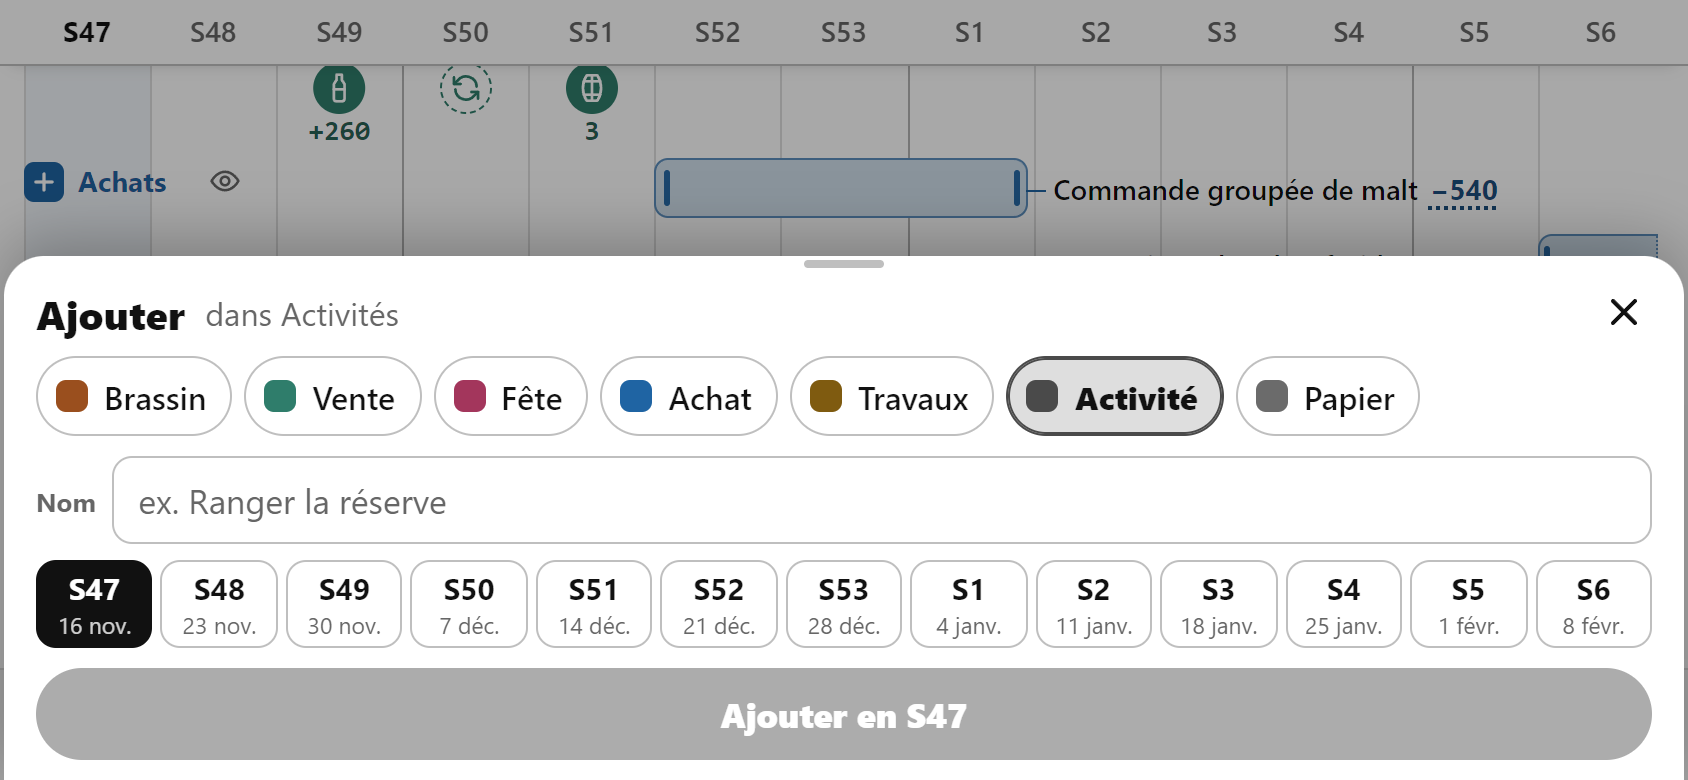 S47 S48 S49 S50 S51 S52 S53 S1 S2 S3 S4 S5 S6
+260 3
Achats
Commande groupée de malt −540
Ajouter dans Activités
Brassin Vente Fête Achat Travaux Activité Papier
Nom ex. Ranger la réserve
S47 S48 S49 S50 S51 S52 S53 S1 S2 S3 S4 S5 S6
16 nov. 23 nov. 30 nov. 7 déc. 14 déc. 21 déc. 28 déc. 4 janv. 11 janv. 18 janv. 25 janv. 1 févr. 8 févr.
Ajouter en S47